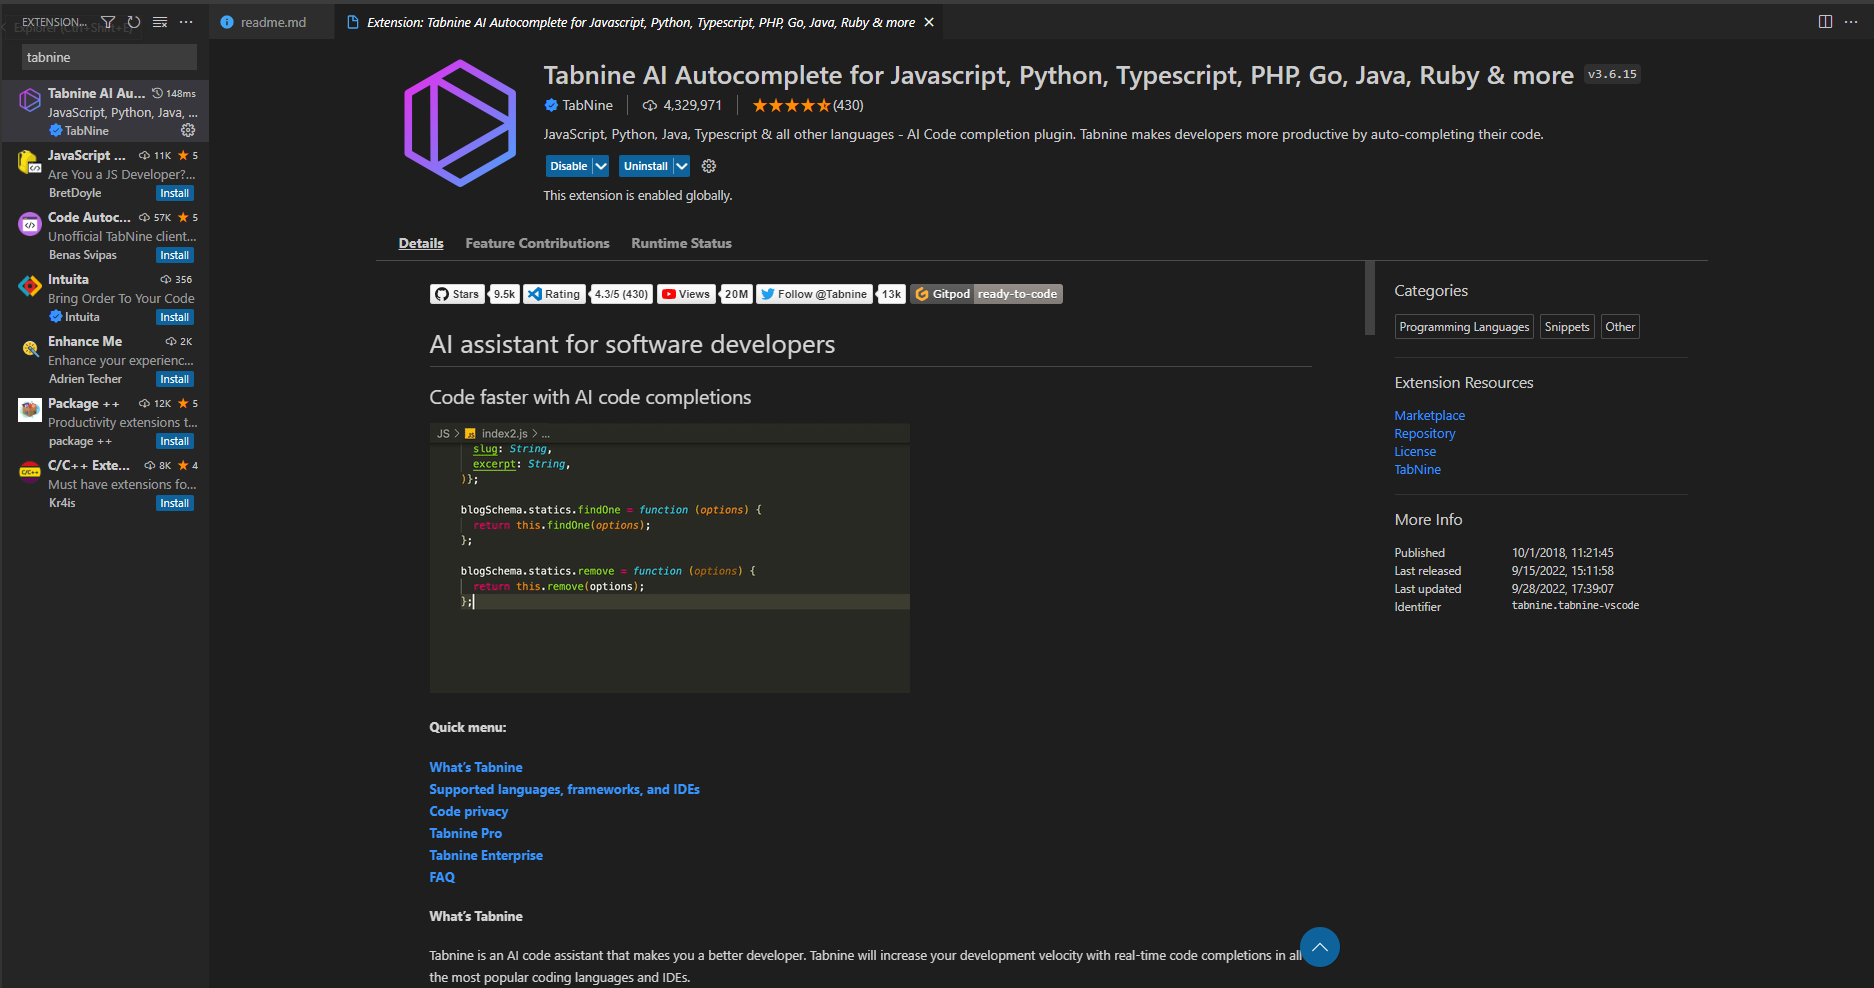 EXTENSION...
Explorer (Ctrl+Shift+E)
readme.md
Extension: Tabnine AI Autocomplete for Javascript, Python, Typescript, PHP, Go, Java, Ruby & more
tabnine
Tabnine AI Au... 148ms
JavaScript, Python, Java, ...
TabNine
JavaScript ... 11K 5
Are You a JS Developer?...
BretDoyle Install
Code Autoc... 57K 5
Unofficial TabNine client...
Benas Svipas Install
Intuita 356
Bring Order To Your Code
Intuita Install
Enhance Me 2K
Enhance your experienc...
Adrien Techer Install
Package ++ 12K 5
Productivity extensions t...
package ++ Install
C/C++ Exte... 8K 4
Must have extensions fo...
Kr4is Install
Tabnine AI Autocomplete for Javascript, Python, Typescript, PHP, Go, Java, Ruby & more v3.6.15
TabNine 4,329,971 (430)
JavaScript, Python, Java, Typescript & all other languages - AI Code completion plugin. Tabnine makes developers more productive by auto-completing their code.
Disable Uninstall
This extension is enabled globally.
Details Feature Contributions Runtime Status
Stars 9.5k Rating 4.3/5 (430) Views 20M Follow @Tabnine 13k Gitpod ready-to-code
AI assistant for software developers
Code faster with AI code completions
JS > JS index2.js > ...
slug: String,
excerpt: String,
)};
blogSchema.statics.findOne = function (options) {
return this.findOne(options);
};
blogSchema.statics.remove = function (options) {
return this.remove(options);
};
Quick menu:
What's Tabnine
Supported languages, frameworks, and IDEs
Code privacy
Tabnine Pro
Tabnine Enterprise
FAQ
What's Tabnine
Tabnine is an AI code assistant that makes you a better developer. Tabnine will increase your development velocity with real-time code completions in all
the most popular coding languages and IDEs.
Categories
Programming Languages Snippets Other
Extension Resources
Marketplace
Repository
License
TabNine
More Info
Published 10/1/2018, 11:21:45
Last released 9/15/2022, 15:11:58
Last updated 9/28/2022, 17:39:07
Identifier tabnine.tabnine-vscode